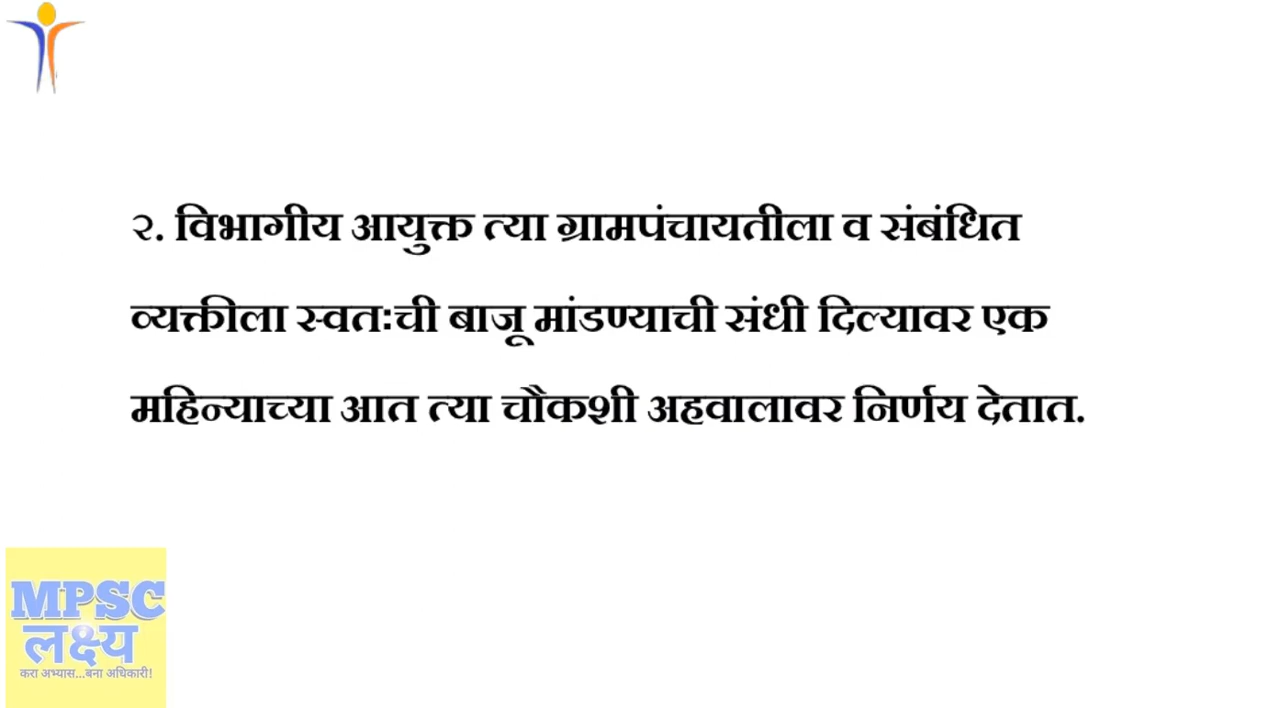 २. विभागीय आयुक्त त्या ग्रामपंचायतीला व संबंधित
व्यक्तीला स्वतःची बाजू मांडण्याची संधी दिल्यावर एक
महिन्याच्या आत त्या चौकशी अहवालावर निर्णय देतात.
MPSC
लक्ष्य
करा अभ्यास...बना अधिकारी!